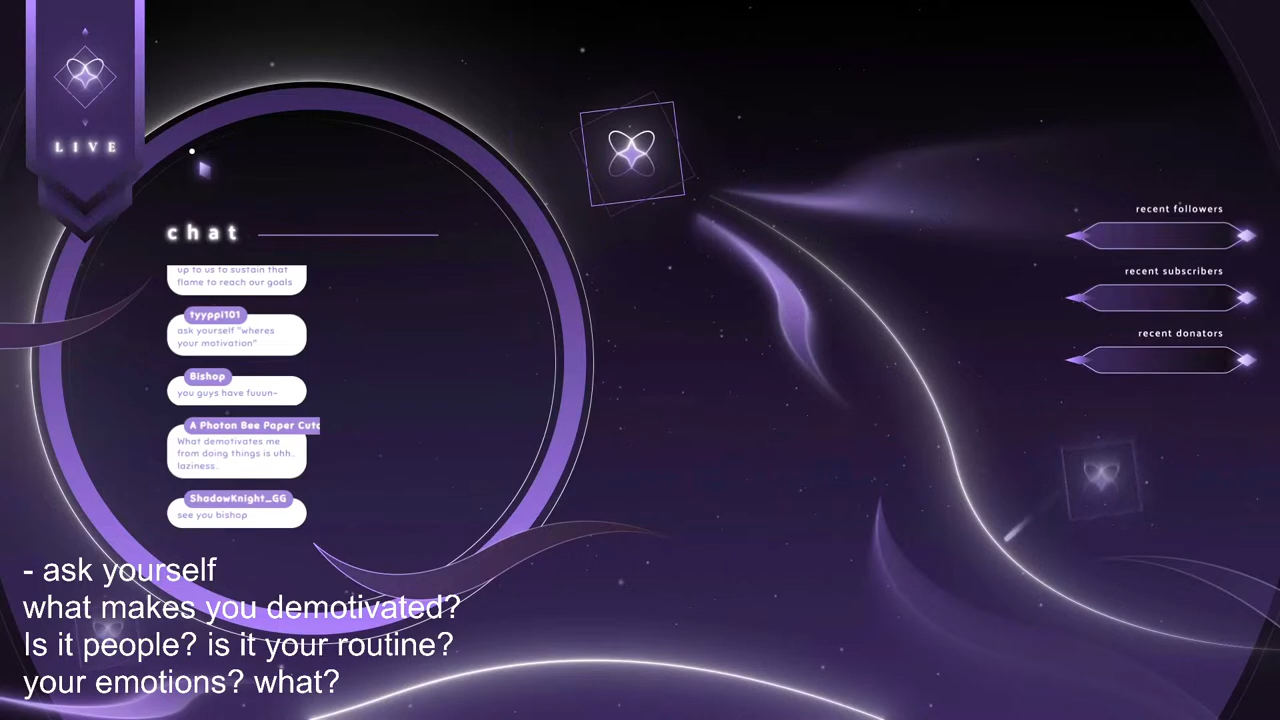 LIVE
chat
up to us to sustain that
flame to reach our goals
tyyppi101
ask yourself "wheres
your motivation"
Bishop
you guys have fuuun~
A Photon Bee Paper
What demotivates me
from doing things is uhh..
laziness..
ShadowKnight_GG
see you bishop
recent followers
recent subscribers
recent donators
- ask yourself
what makes you demotivated?
Is it people? is it your routine?
your emotions? what?